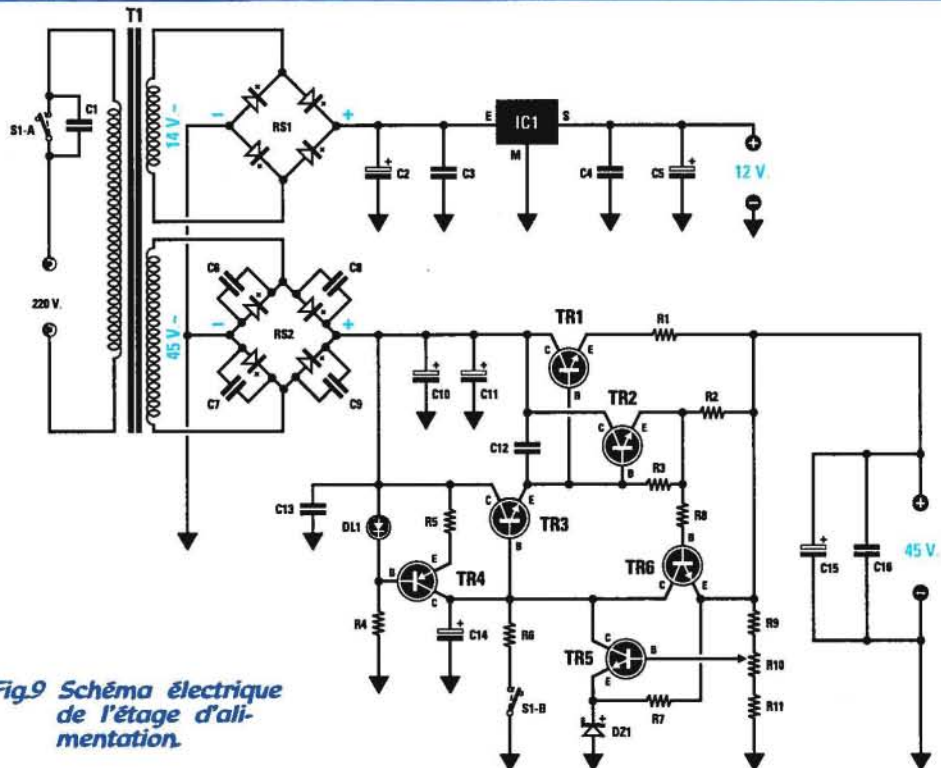 T1
S1-A
C1
14 V ~
-
RS1
+
E
IC1
S
M
C2
C3
C4
C5
+
12 V.
-
220 V.
45 V ~
-
C6
C8
RS2
+
C7
C9
C10
C11
TR1
C
E
B
R1
TR2
C
E
B
R2
C12
R3
C13
DL1
R5
C
E
B
TR3
R8
B
TR6
C
E
E
B
C
TR4
R4
C14
R6
S1-B
C
TR5
B
E
R7
DZ1
R9
R10
R11
C15
C16
+
45 V.
-
Fig.9 Schéma électrique
de l'étage d'ali-
mentation.